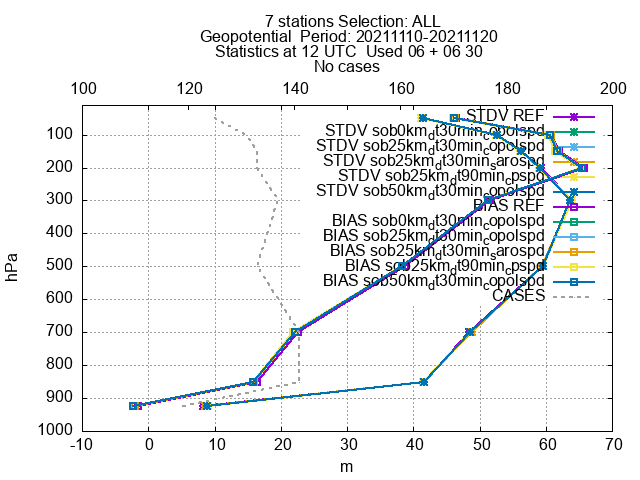 7 stations Selection: ALL
Geopotential  Period: 20211110-20211120
Statistics at 12 UTC  Used 06 + 06 30
No cases
100 120 140 160 180 200
STDV REF
STDV sob0km_dt30min_copolspd
STDV sob25km_dt30min_copolspd
STDV sob25km_dt30min_sarospd
STDV sob25km_dt90min_cpspd
STDV sob50km_dt30min_copolspd
BIAS REF
BIAS sob0km_dt30min_copolspd
BIAS sob25km_dt30min_copolspd
BIAS sob25km_dt30min_sarospd
BIAS sob25km_dt90min_cpspd
BIAS sob50km_dt30min_copolspd
CASES
hPa
100
200
300
400
500
600
700
800
900
1000
-10 0 10 20 30 40 50 60 70
m